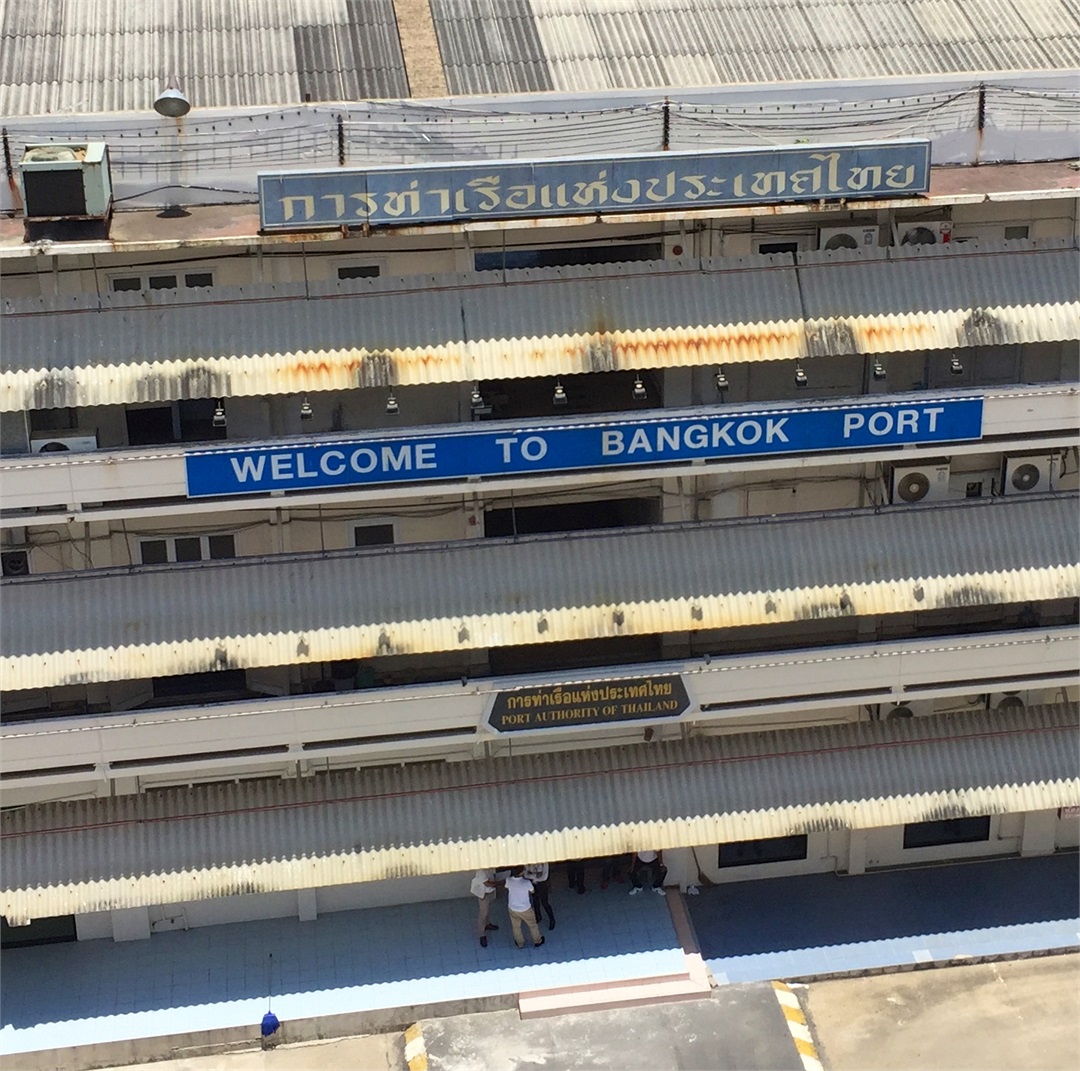 การท่าเรือแห่งประเทศไทย
WELCOME TO BANGKOK PORT
การท่าเรือแห่งประเทศไทย
PORT AUTHORITY OF THAILAND